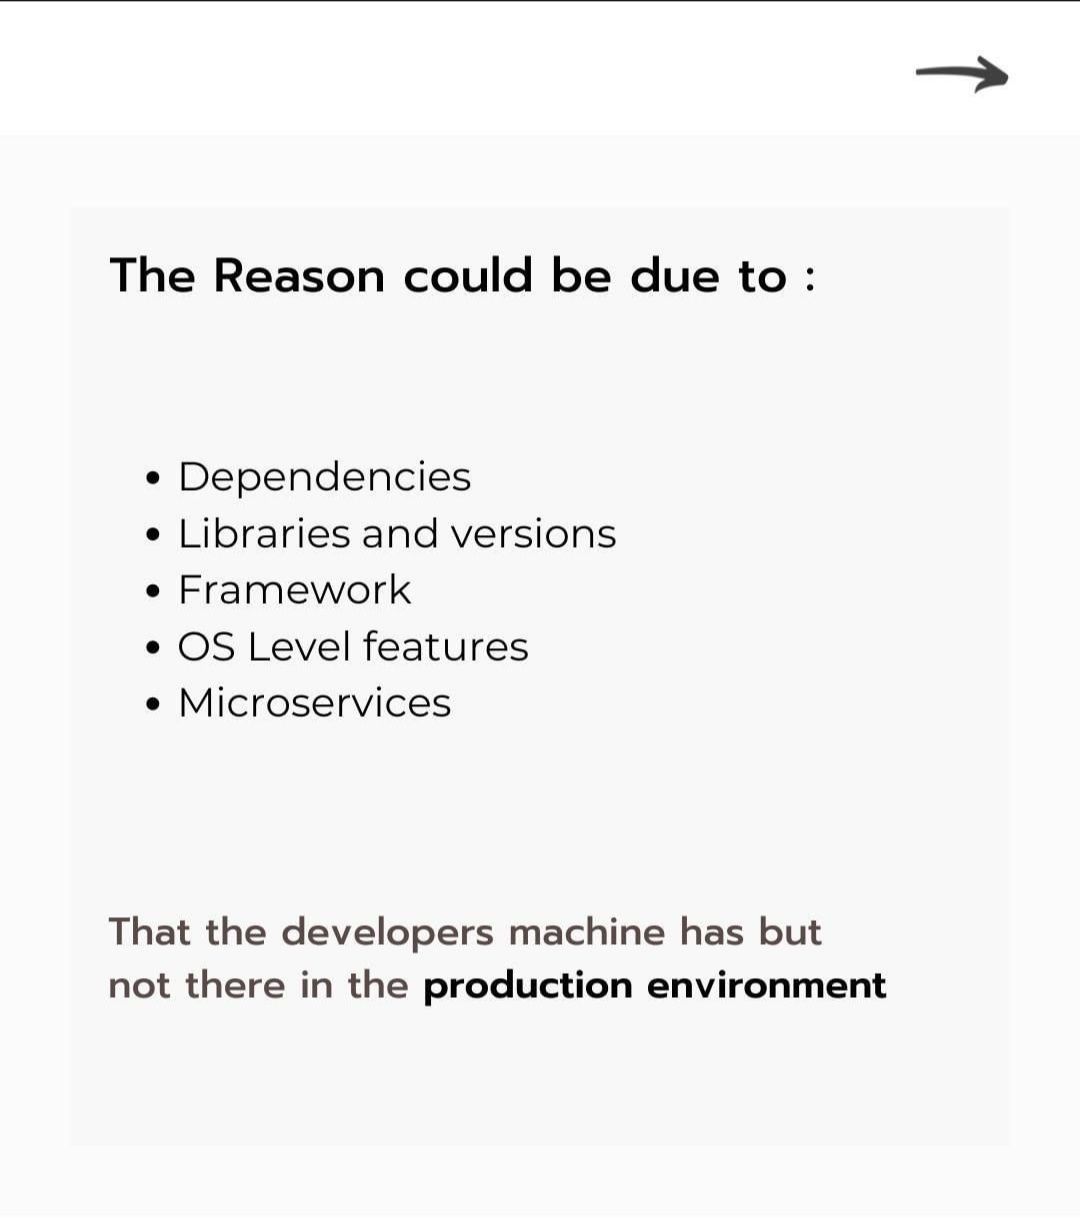 The Reason could be due to :
• Dependencies
• Libraries and versions
• Framework
• OS Level features
• Microservices
That the developers machine has but
not there in the production environment